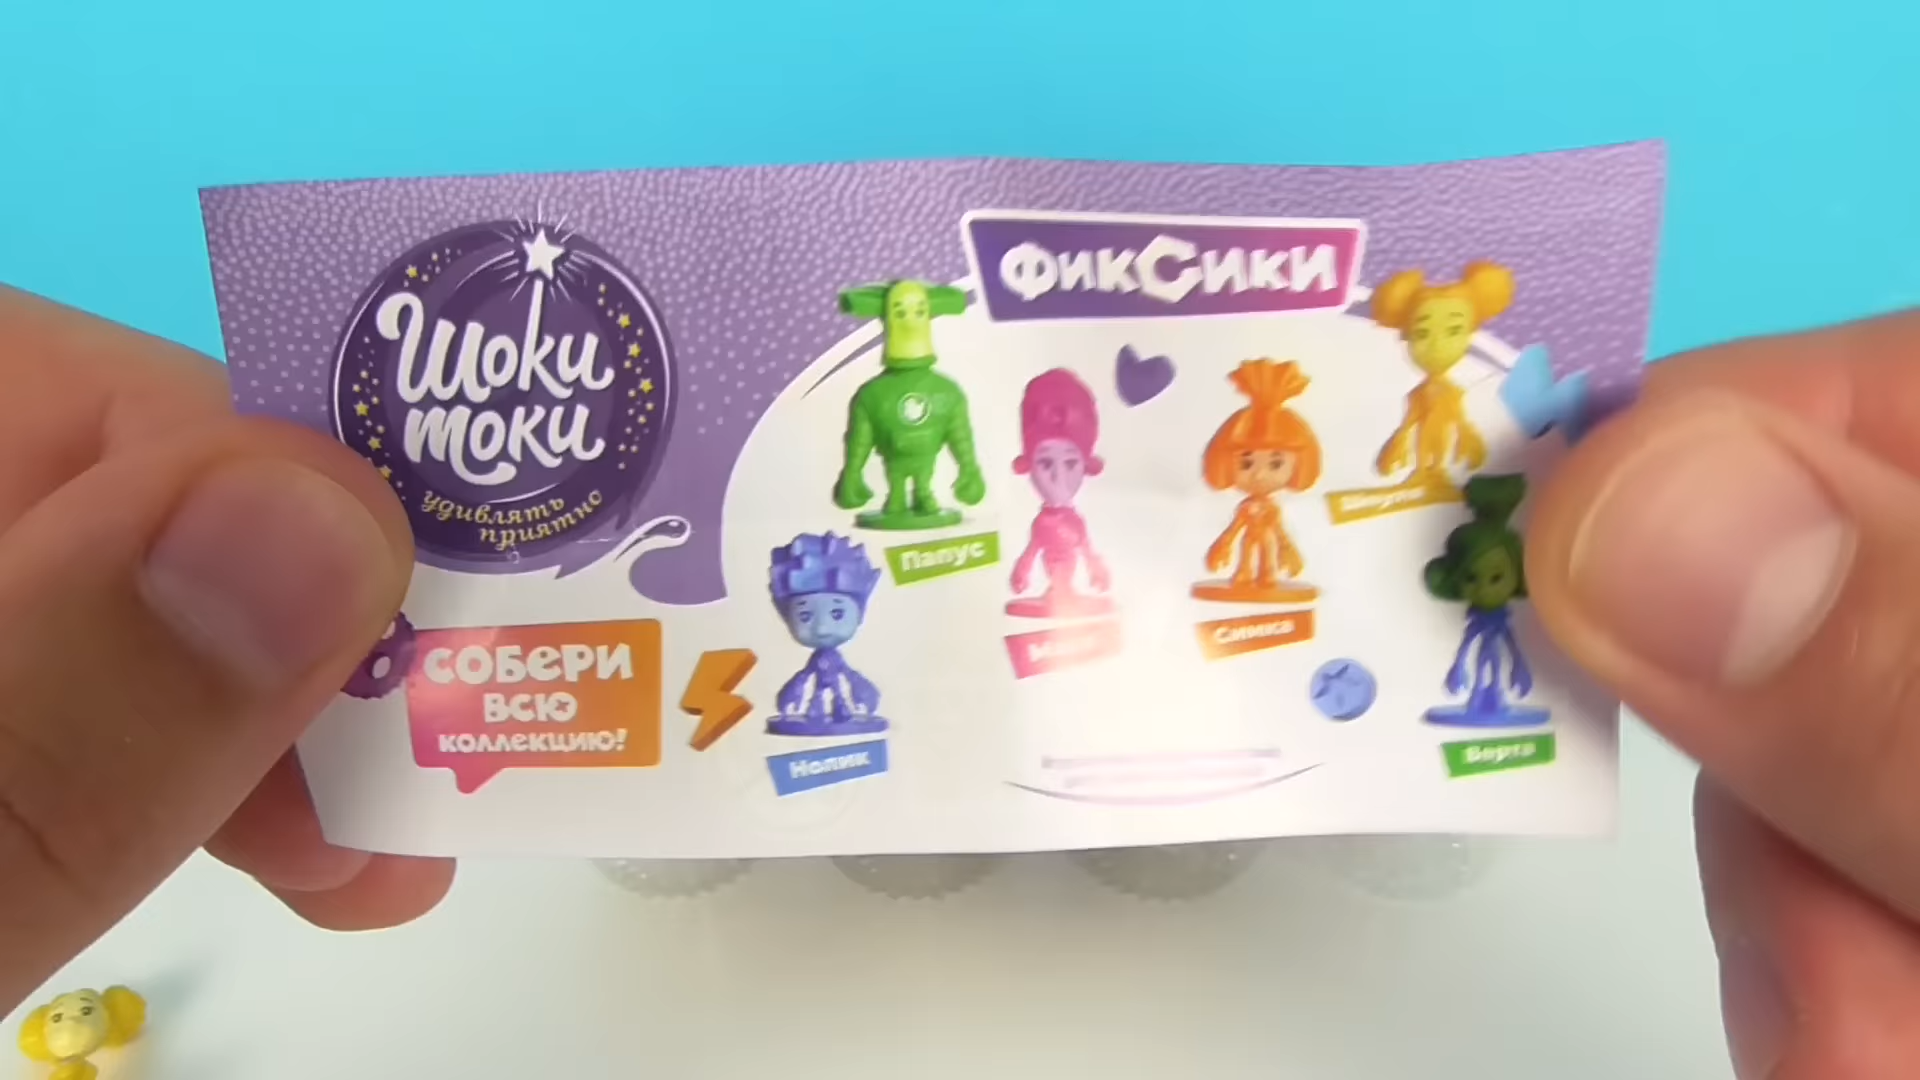 Шоки
токи
удивлять
приятно
ФИКСИКИ
Папус
Симка
Нолик
Верта
СОБЕРИ
ВСЮ
КОЛЛЕКЦИЮ!